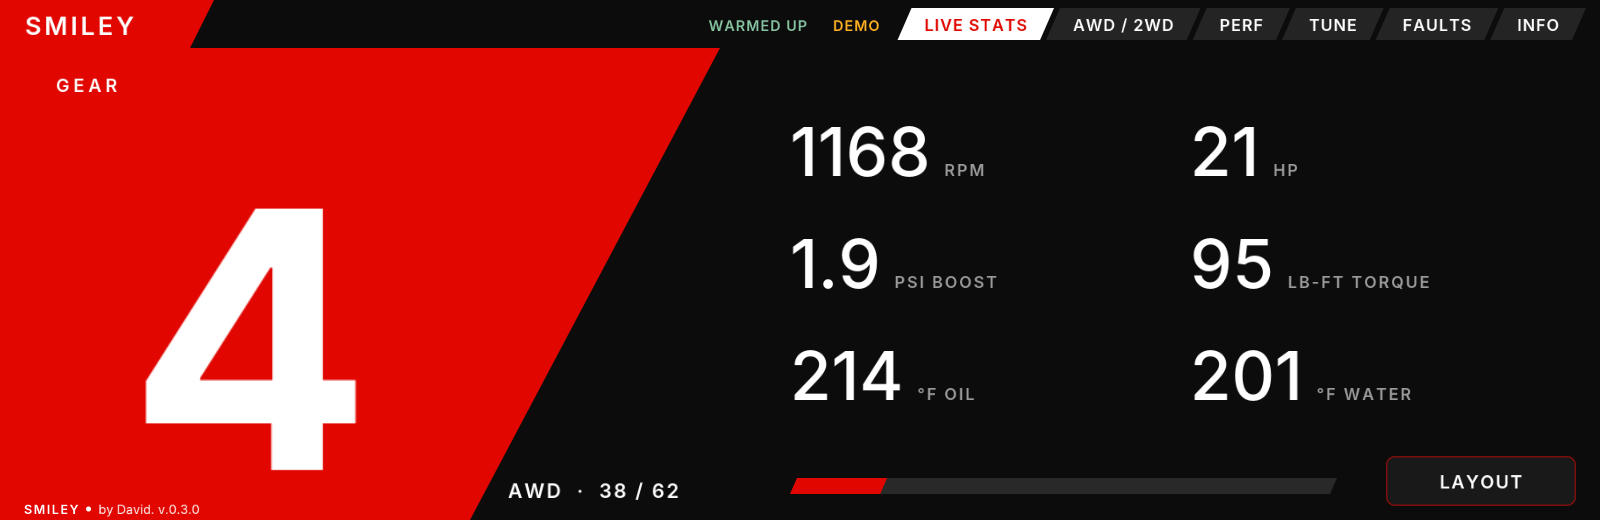 SMILEY
WARMED UP DEMO LIVE STATS AWD / 2WD PERF TUNE FAULTS INFO
GEAR
4
1168 RPM
21 HP
1.9 PSI BOOST
95 LB-FT TORQUE
214 °F OIL
201 °F WATER
AWD · 38 / 62
LAYOUT
SMILEY • by David. v.0.3.0